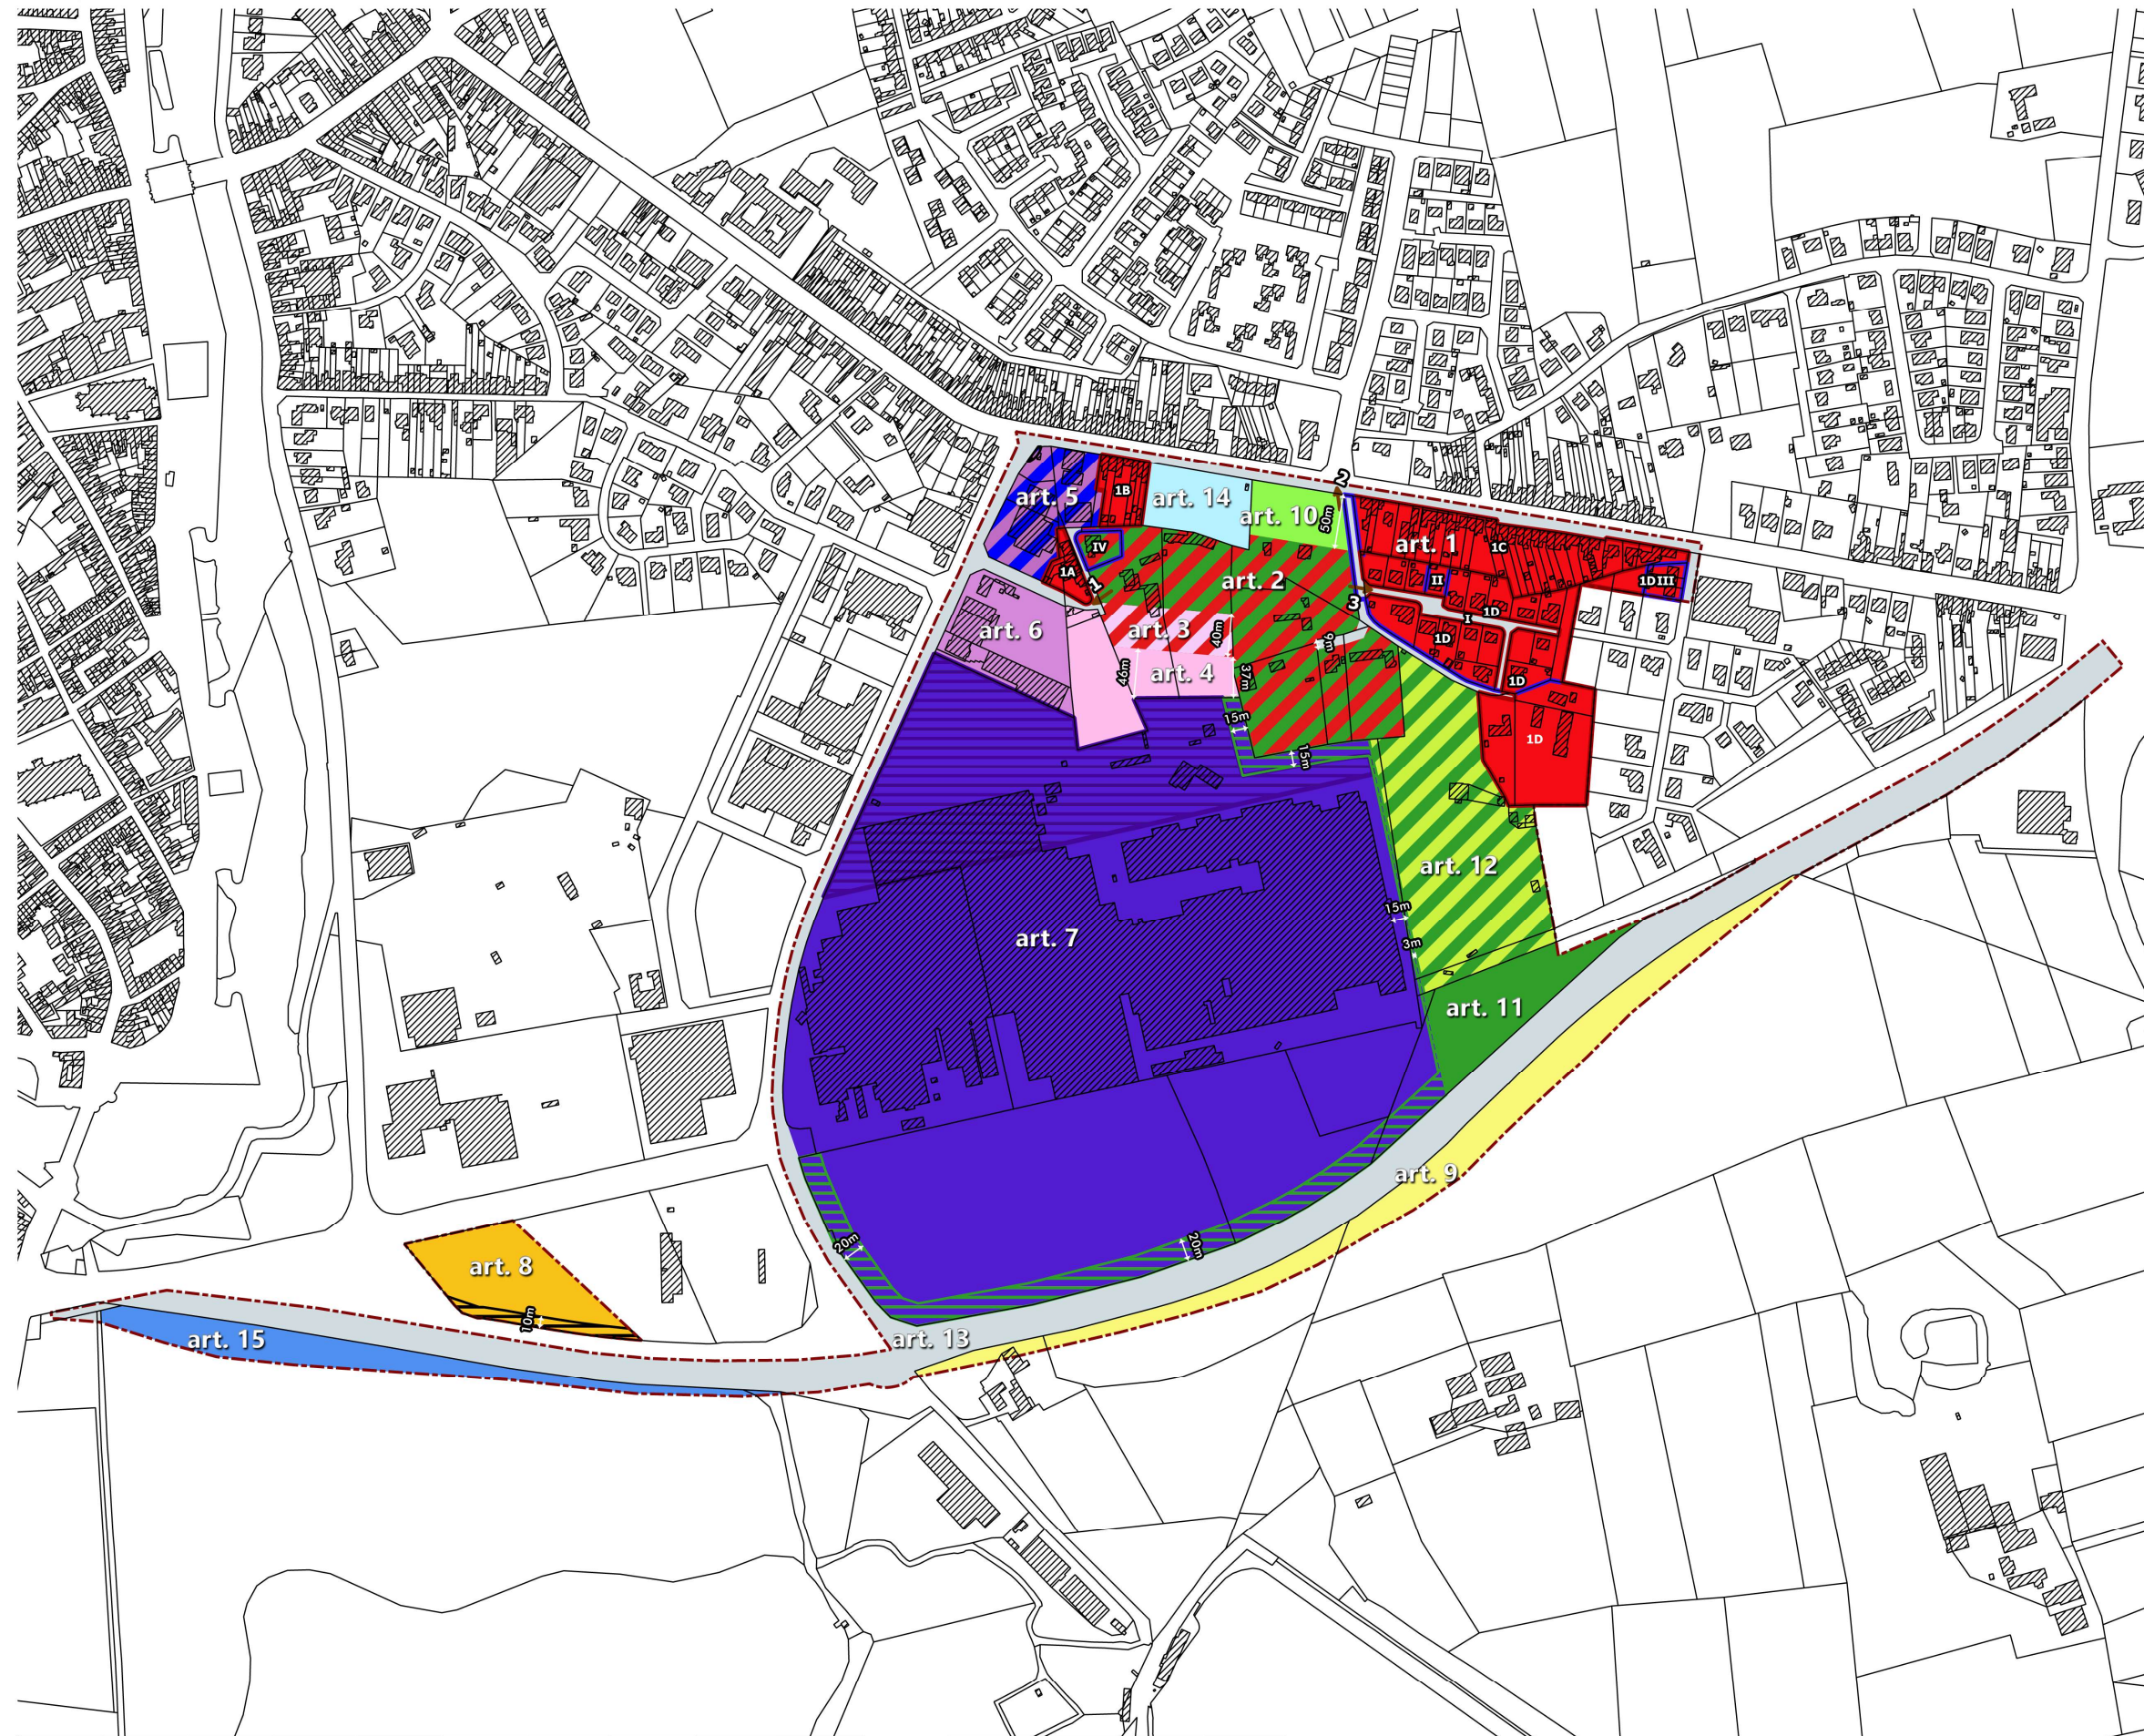 2
art. 5
1B
art. 14
art. 10
50m
art. 1
1C
IV
1A
1
art. 2
II
1D
III
3
1D
I
art. 6
art. 3
40m
9m
1D
46m
art. 4
37m
1D
15m
1D
15m
art. 12
15m
art. 7
3m
art. 11
art. 9
20m
20m
art. 8
10m
art. 15
art. 13